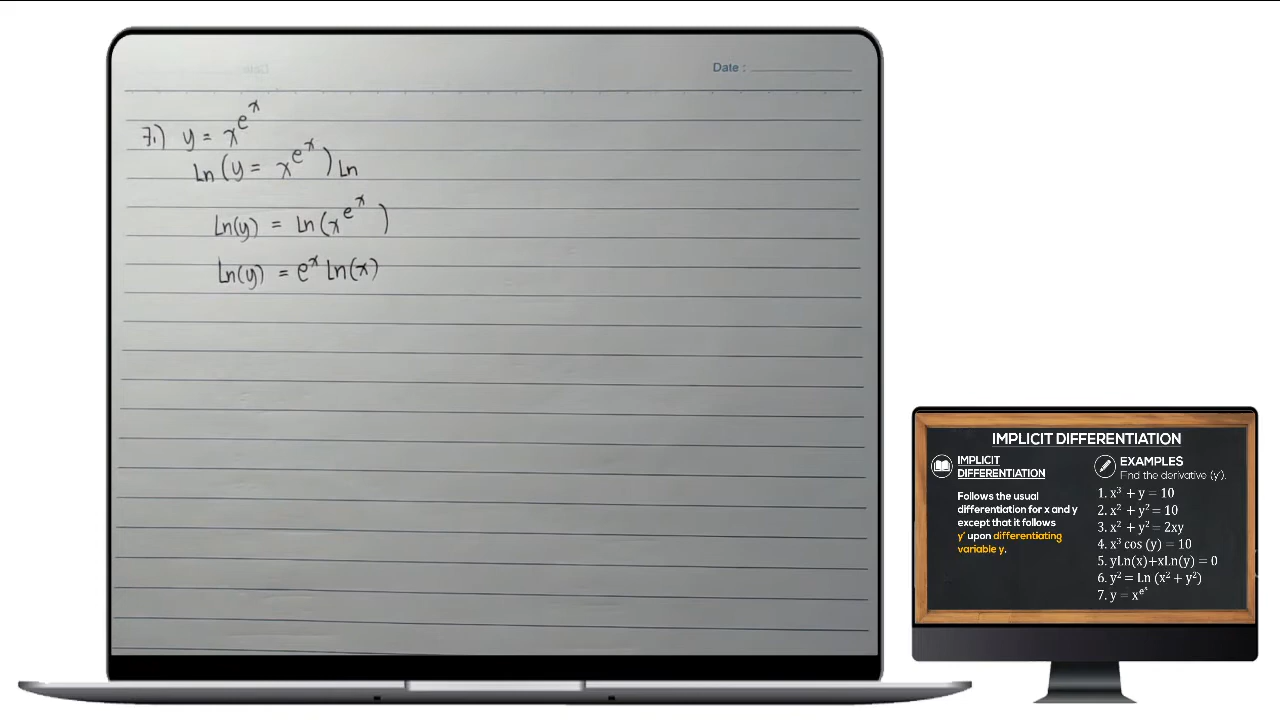 Date :
7.) y = x^e^x
Ln (y = x^e^x) Ln
Ln(y) = Ln(x^e^x)
Ln(y) = e^x Ln(x)
IMPLICIT DIFFERENTIATION
IMPLICIT
DIFFERENTIATION
Follows the usual
differentiation for x and y
except that it follows
y' upon differentiating
variable y.
EXAMPLES
Find the derivative (y').
1. x³ + y = 10
2. x² + y² = 10
3. x² + y² = 2xy
4. x³ cos (y) = 10
5. yLn(x)+xLn(y) = 0
6. y² = Ln (x² + y²)
7. y = x^e^x